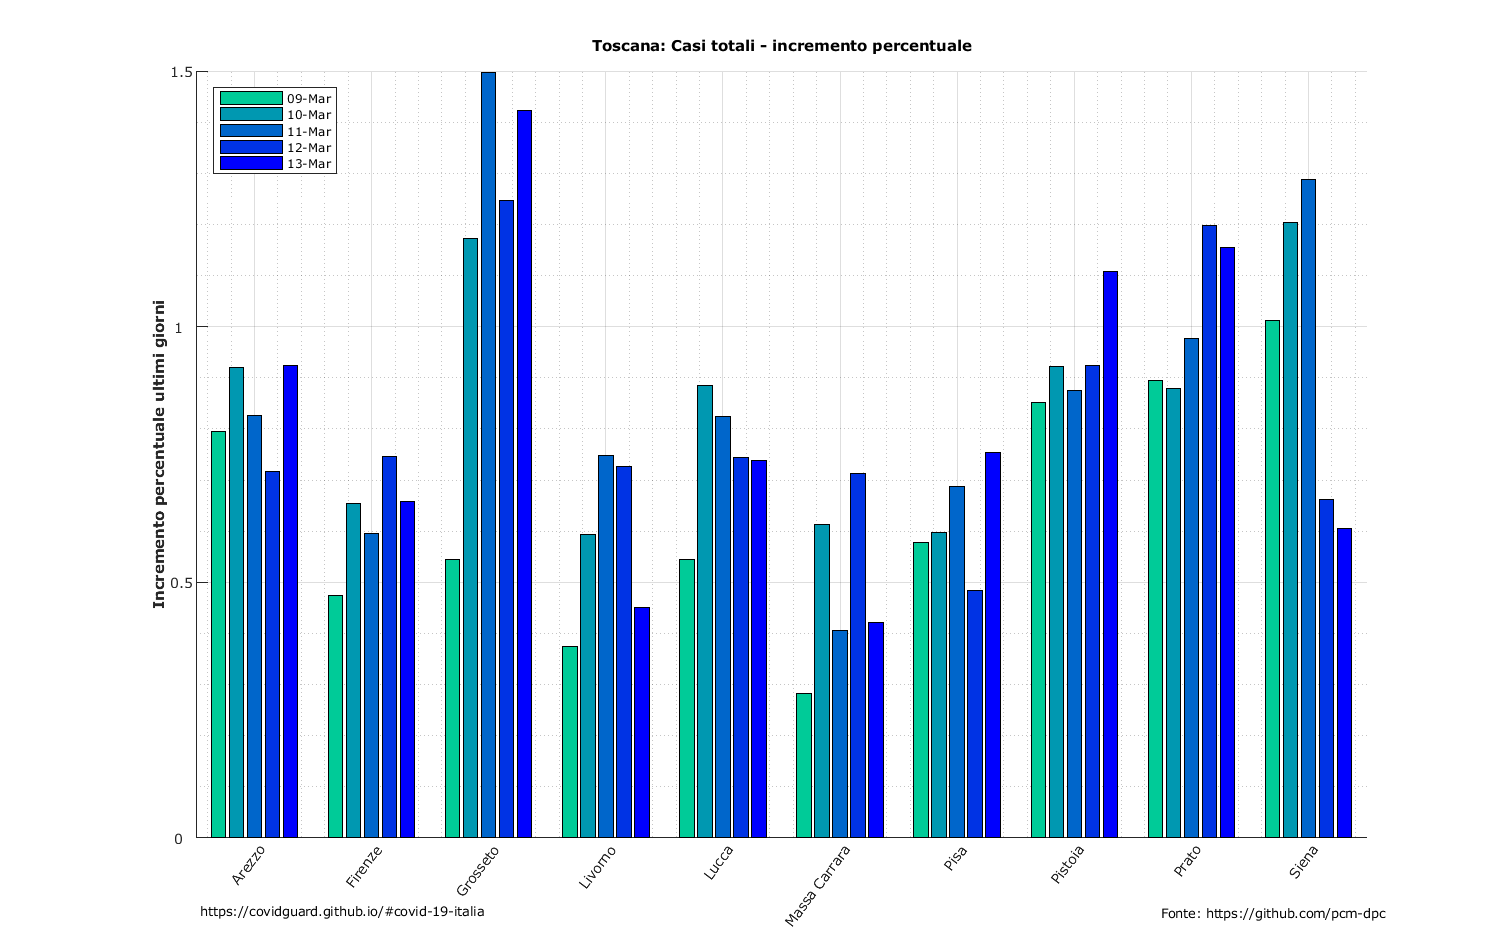 Toscana: Casi totali - incremento percentuale
Incremento percentuale ultimi giorni
1.5
1
0.5
0
09-Mar
10-Mar
11-Mar
12-Mar
13-Mar
Arezzo
Firenze
Grosseto
Livorno
Lucca
Massa Carrara
Pisa
Pistoia
Prato
Siena
https://covidguard.github.io/#covid-19-italia
Fonte: https://github.com/pcm-dpc